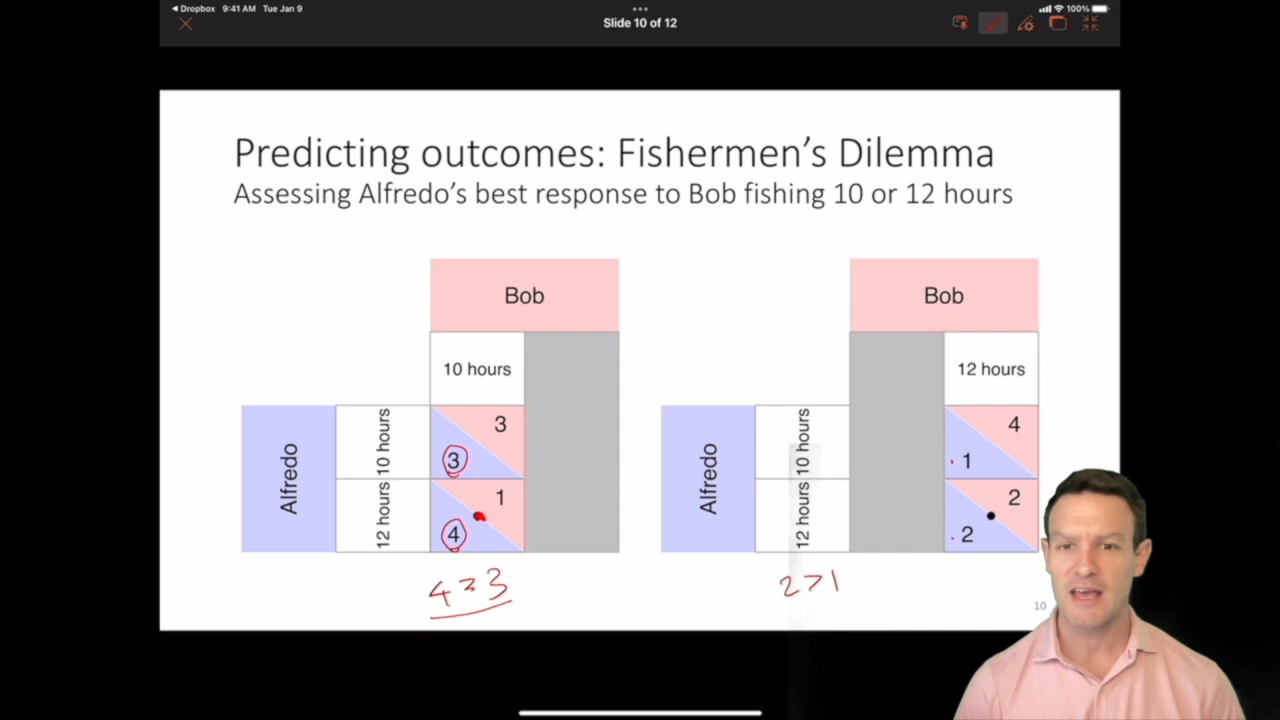 Dropbox 9:41 AM Tue Jan 9
100%
Slide 10 of 12
Predicting outcomes: Fishermen's Dilemma
Assessing Alfredo's best response to Bob fishing 10 or 12 hours
Bob
10 hours
Alfredo
10 hours
3
3
12 hours
1
4
4>3
Bob
12 hours
Alfredo
10 hours
4
1
12 hours
2
2
2>1
10